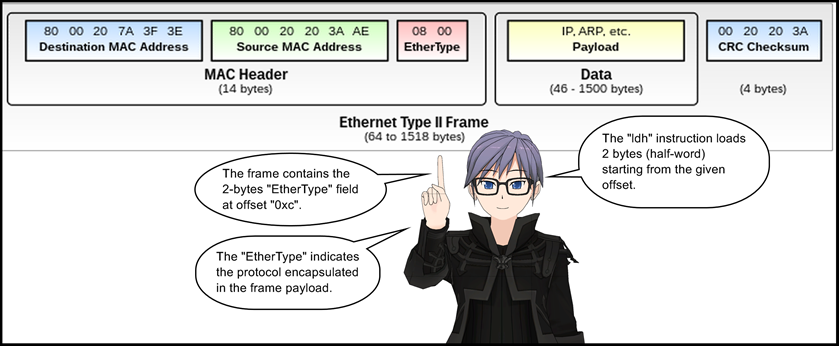 80 00 20 7A 3F 3E
Destination MAC Address
80 00 20 20 3A AE
Source MAC Address
08 00
EtherType
IP, ARP, etc.
Payload
00 20 20 3A
CRC Checksum
MAC Header
(14 bytes)
Data
(46 - 1500 bytes)
(4 bytes)
Ethernet Type II Frame
(64 to 1518 bytes)
The frame contains the
2-bytes "EtherType" field
at offset "0xc".
The "ldh" instruction loads
2 bytes (half-word)
starting from the given
offset.
The "EtherType" indicates
the protocol encapsulated
in the frame payload.